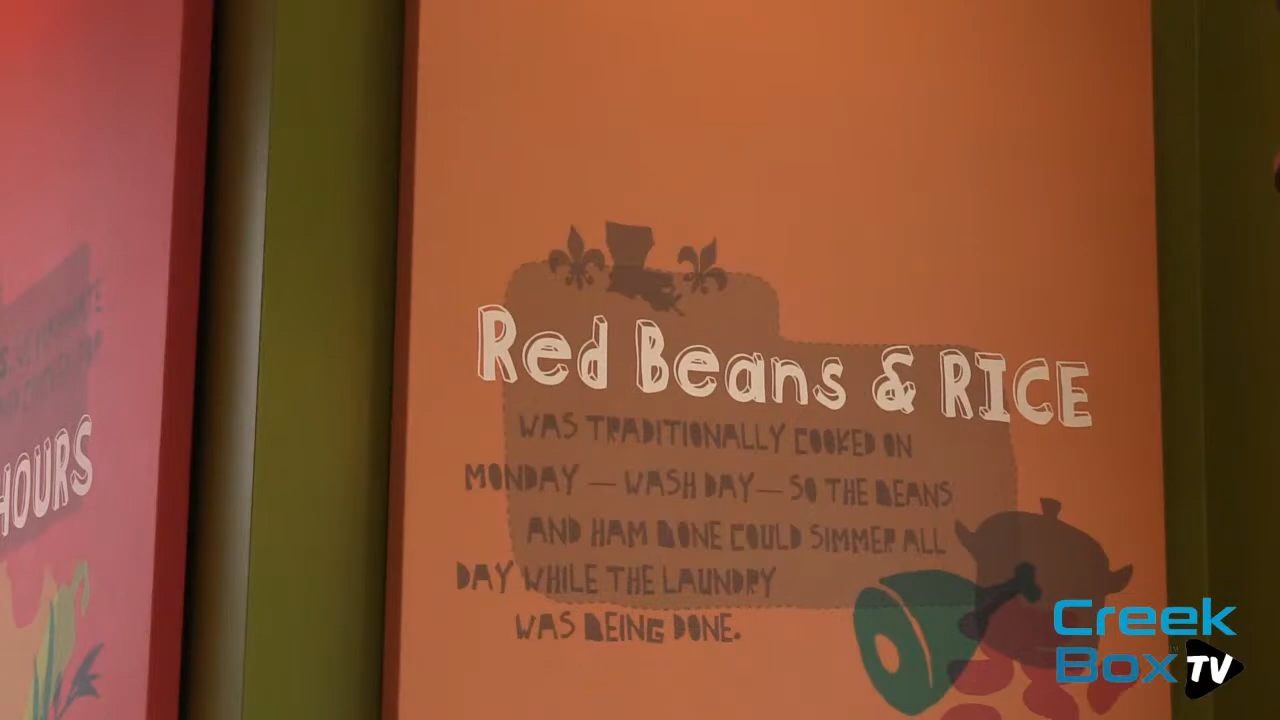 Red Beans & RICE
WAS TRADITIONALLY COOKED ON
MONDAY — WASH DAY — SO THE BEANS
AND HAM BONE COULD SIMMER ALL
DAY WHILE THE LAUNDRY
WAS BEING DONE.
HOURS
Creek
Box TV